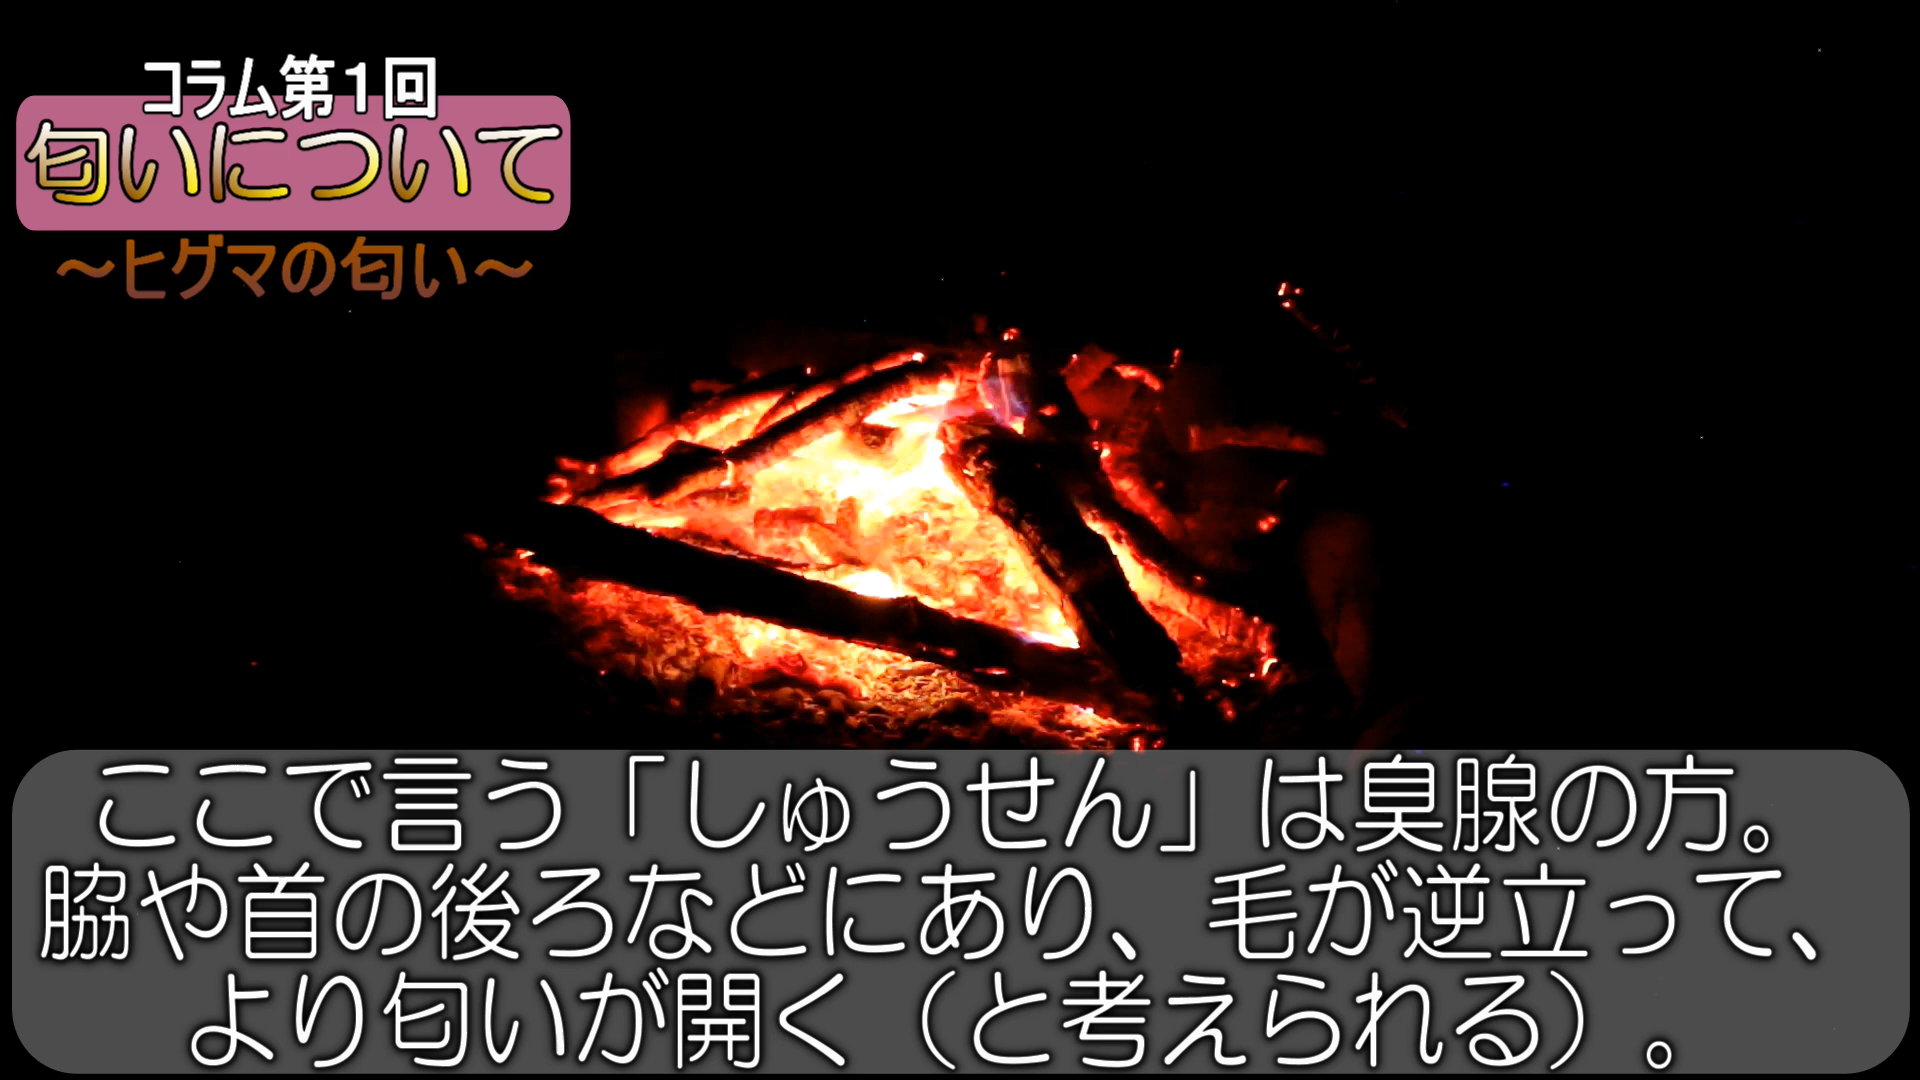 コラム第１回
匂いについて
～ヒグマの匂い～
ここで言う「しゅうせん」は臭腺の方。
脇や首の後ろなどにあり、毛が逆立って、
より匂いが開く（と考えられる）。